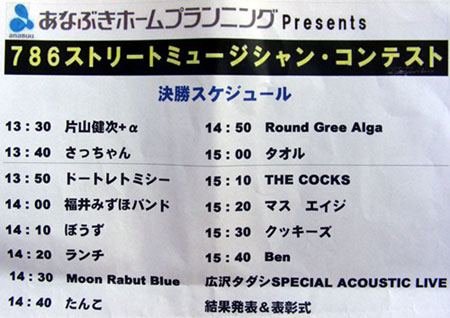 anabuki
あなぶきホームプランニング Presents
786ストリートミュージシャン・コンテスト
決勝スケジュール
13:30 片山健次+α
13:40 さっちゃん
13:50 ドートレトミシー
14:00 福井みずほバンド
14:10 ぼうず
14:20 ランチ
14:30 Moon Rabut Blue
14:40 たんこ
14:50 Round Gree Alga
15:00 タオル
15:10 THE COCKS
15:20 マス エイジ
15:30 クッキーズ
15:40 Ben
広沢タダシSPECIAL ACOUSTIC LIVE
結果発表&表彰式